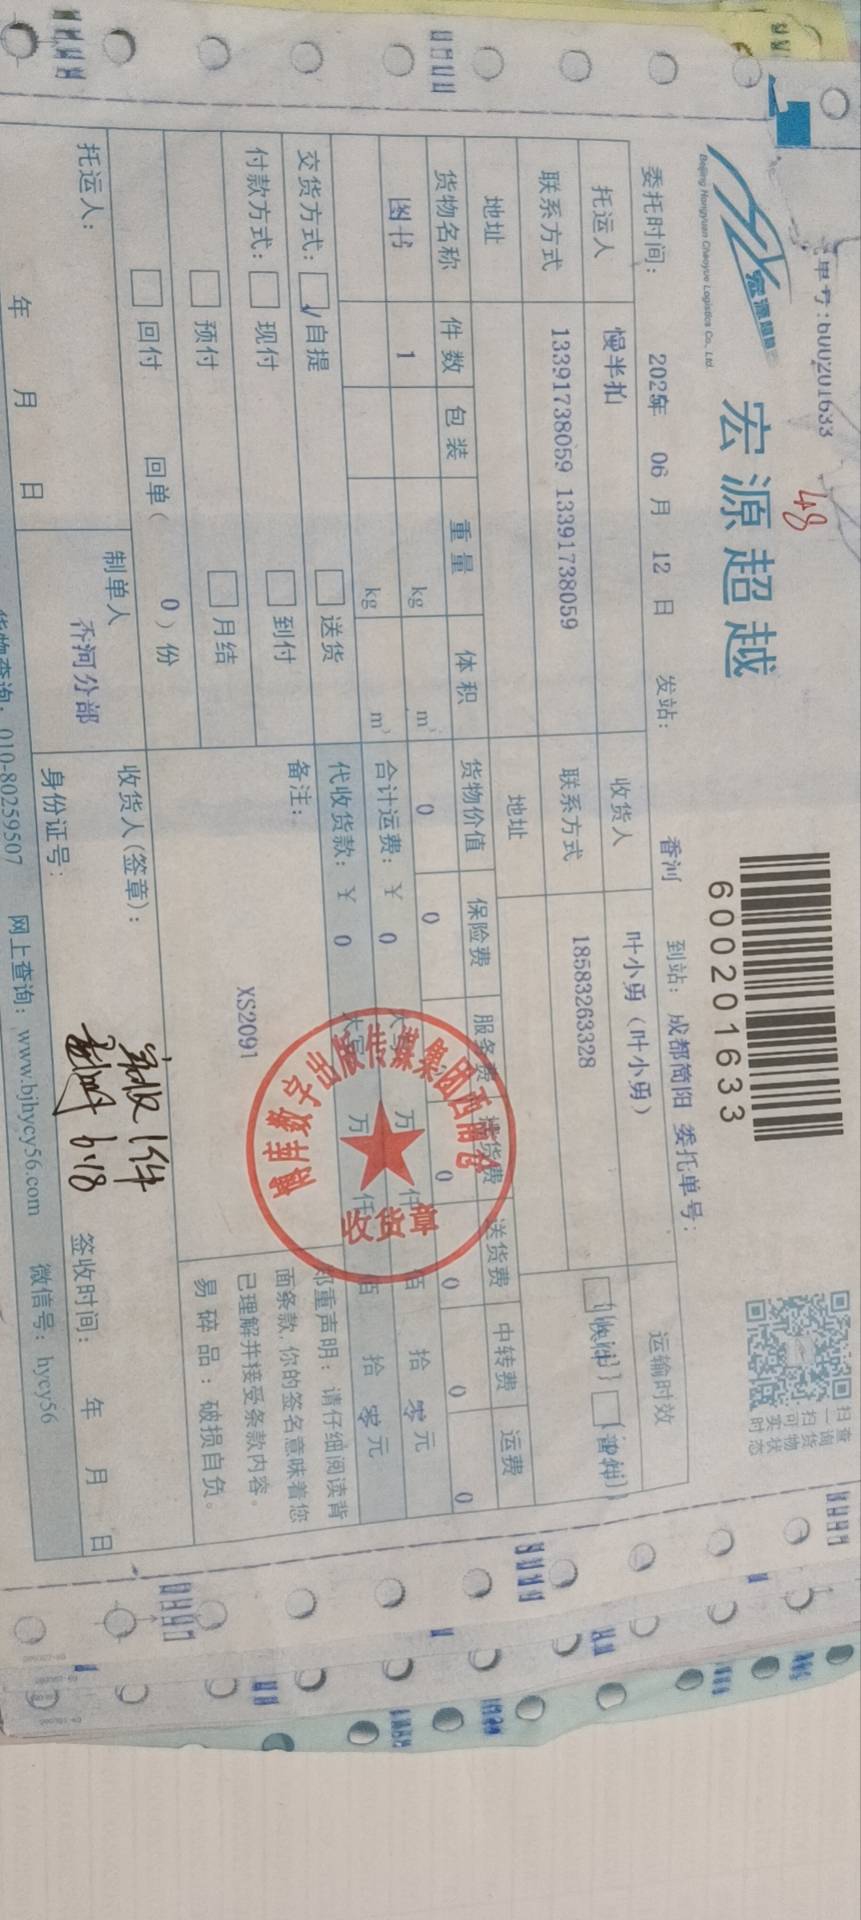 单号:600201633
48
宏源超越
Beijing Hongyuan Chaoyue Logistics Co., Ltd.
宏源超越
600201633
扫一扫 查询货物实时状态
委托时间: 2025年 06 月 12 日 发站: 香河 到站: 成都简阳 委托单号:
托运人 慢半拍 收货人 叶小勇(叶小勇) 运输时效
联系方式 13391738059 13391738059 联系方式 18583263328
地址 地址
货物名称 件数 包装 重量 体积 货物价值 保险费 服务费 提货费 送货费 中转费 运费
图书 1 kg m³ 0 0 0 0 0 0
kg m³ 合计运费: ¥ 0 万 仟 佰 拾 零元
交货方式: √自提 送货 代收货款: ¥ 0 大写 万 仟 佰 拾 零元
付款方式: 现付 到付 备注:
预付 月结
回付 回单( 0)份
XS2091
郑重声明: 请仔细阅读背面条款,你的签名意味着您已理解并接受条款内容。
易碎品: 破损自负。
收货章
托运人: 制单人 收货人(签章): 实收1件
香河分部 6.18
年 月 日 身份证号: 签收时间: 年 月 日
货物查询: 010-80259507 网上查询: www.bjhycy56.com 微信号: hycy56